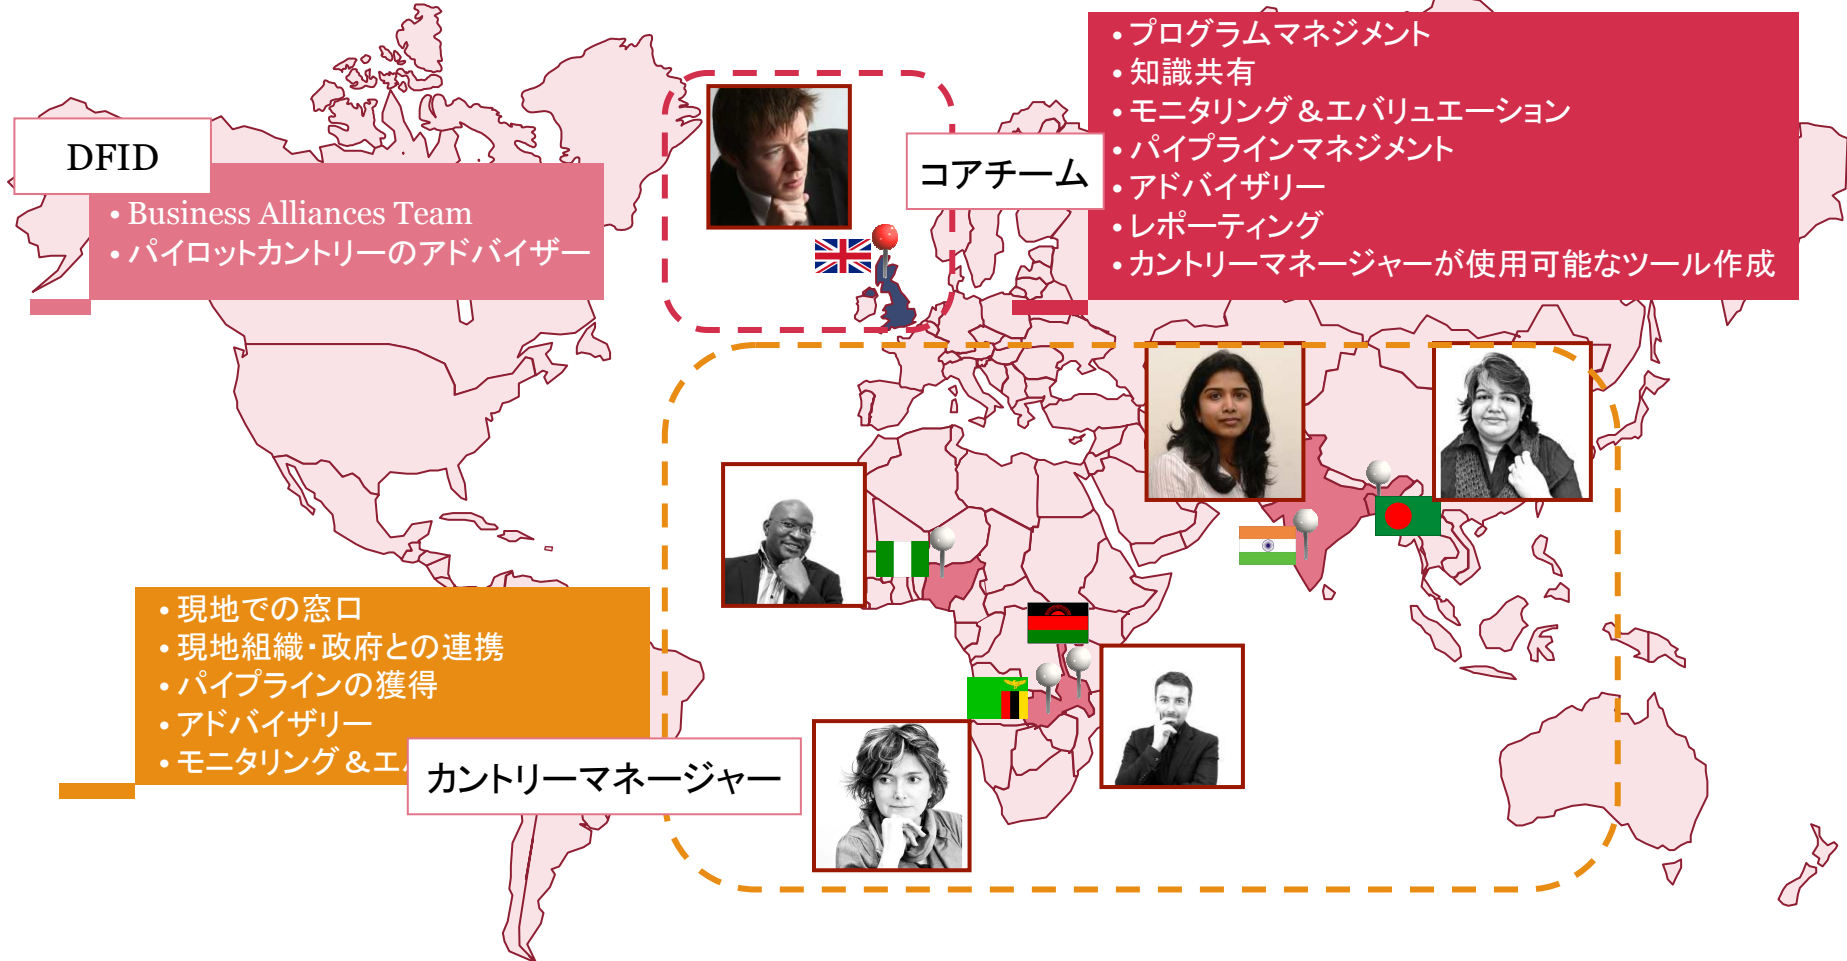 DFID
• Business Alliances Team
• パイロットカントリーのアドバイザー
コアチーム
• プログラムマネジメント
• 知識共有
• モニタリング＆エバリュエーション
• パイプラインマネジメント
• アドバイザリー
• レポーティング
• カントリーマネージャーが使用可能なツール作成
• 現地での窓口
• 現地組織・政府との連携
• パイプラインの獲得
• アドバイザリー
• モニタリング＆エ
カントリーマネージャー